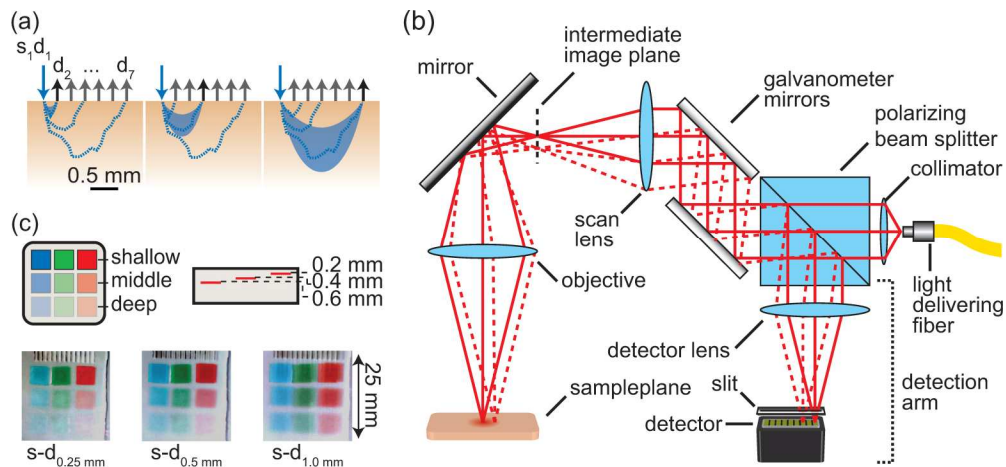 (a)
s₁d₁
d₂ ... d₇
0.5 mm
(b)
mirror
intermediate
image plane
galvanometer
mirrors
polarizing
beam splitter
collimator
scan
lens
objective
light
delivering
fiber
detector lens
sampleplane
slit
detector
detection
arm
(c)
shallow
middle
deep
0.2 mm
0.4 mm
0.6 mm
25 mm
s-d0.25 mm
s-d0.5 mm
s-d1.0 mm